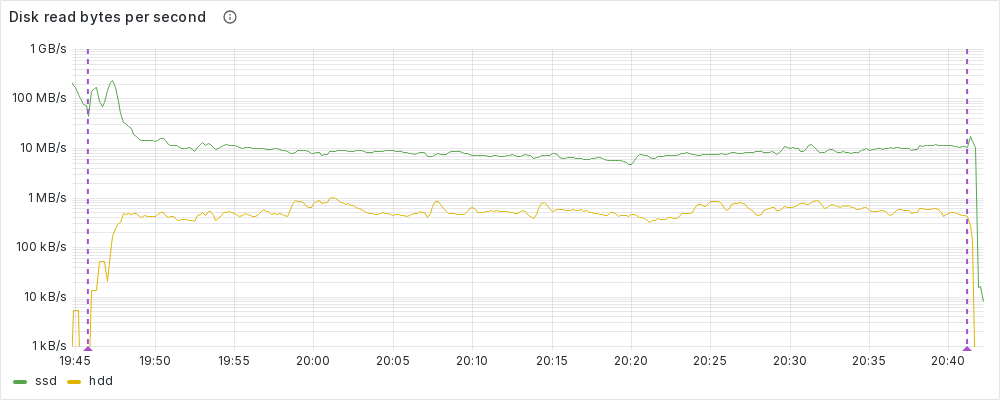 Disk read bytes per second
1 GB/s
100 MB/s
10 MB/s
1 MB/s
100 kB/s
10 kB/s
1 kB/s
19:45 19:50 19:55 20:00 20:05 20:10 20:15 20:20 20:25 20:30 20:35 20:40
ssd hdd